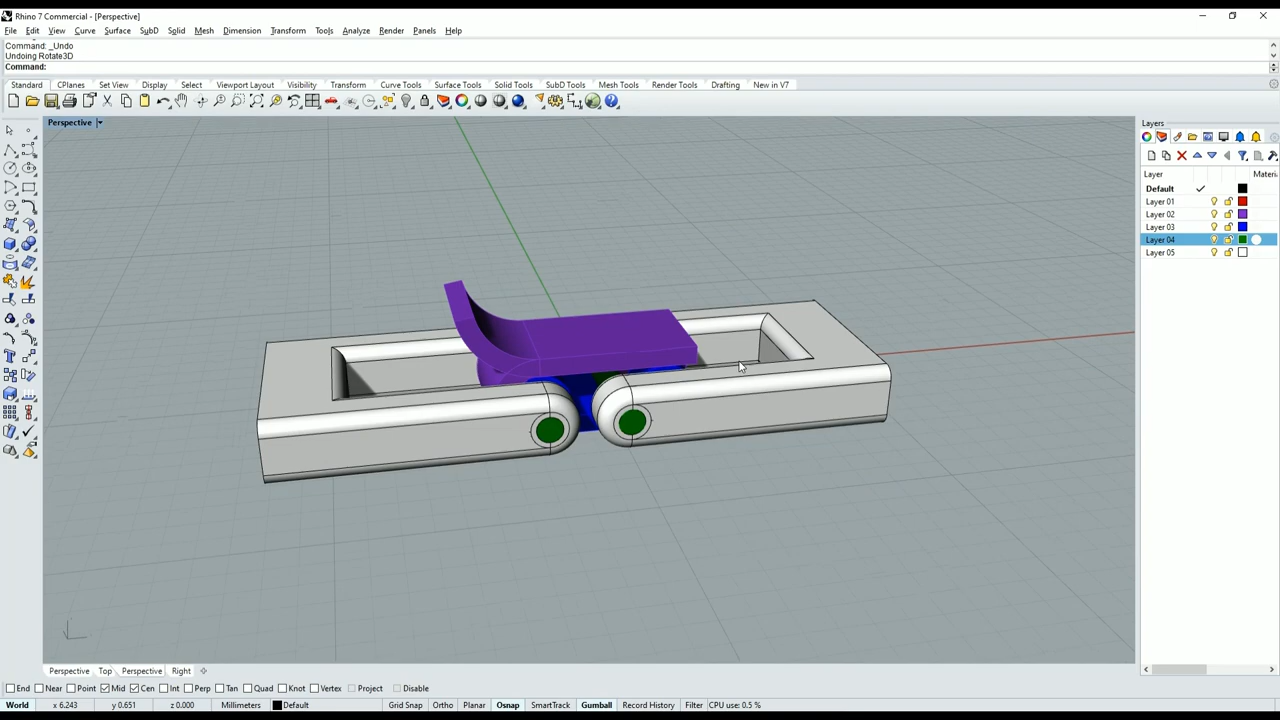 Rhino 7 Commercial - [Perspective]
File Edit View Curve Surface SubD Solid Mesh Dimension Transform Tools Analyze Render Panels Help
Command: _Undo
Undoing Rotate3D
Command:
Standard CPlanes Set View Display Select Viewport Layout Visibility Transform Curve Tools Surface Tools Solid Tools SubD Tools Mesh Tools Render Tools Drafting New in V7
Perspective
Layers
Layer Materi
Default
Layer 01
Layer 02
Layer 03
Layer 04
Layer 05
Perspective Top Perspective Right
End Near Point Mid Cen Int Perp Tan Quad Knot Vertex Project Disable
World x 6.243 y 0.651 z 0.000 Millimeters Default Grid Snap Ortho Planar Osnap SmartTrack Gumball Record History Filter CPU use: 0.5 %